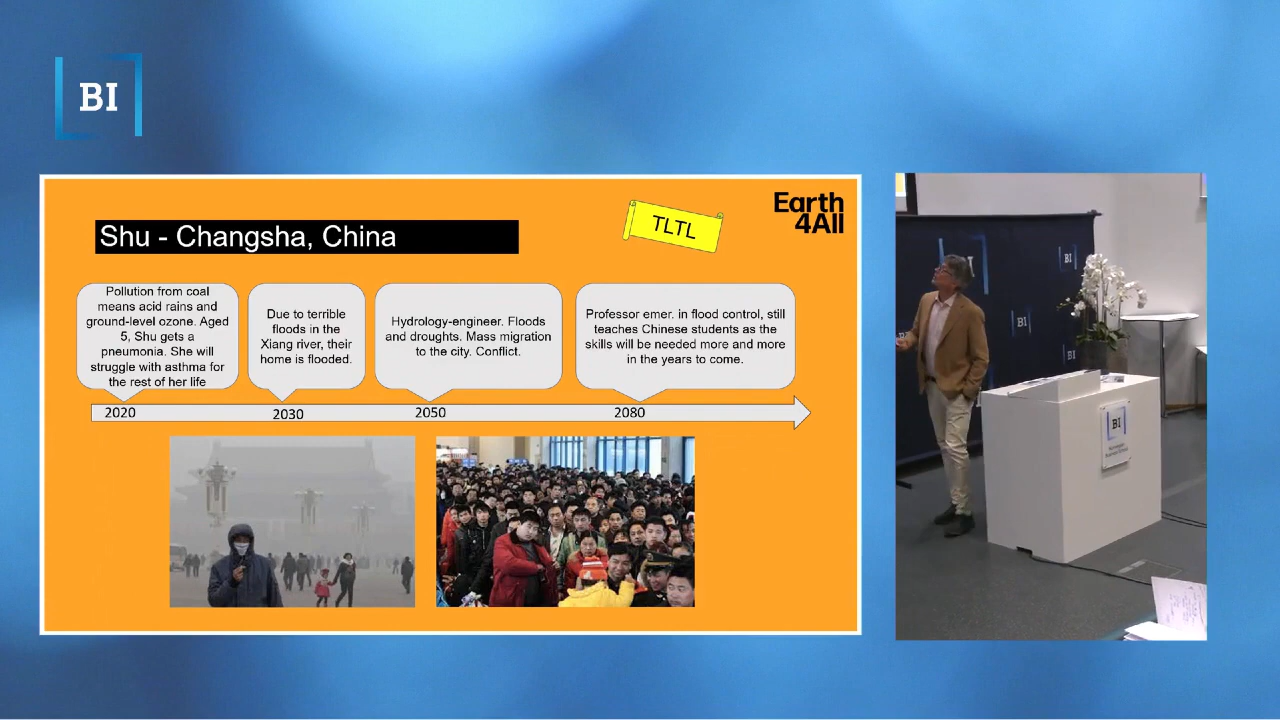 BI
Shu - Changsha, China
TLTL
Earth
4All
Pollution from coal
means acid rains and
ground-level ozone. Aged
5, Shu gets a
pneumonia. She will
struggle with asthma for
the rest of her life
Due to terrible
floods in the
Xiang river, their
home is flooded.
Hydrology-engineer. Floods
and droughts. Mass migration
to the city. Conflict.
Professor emer. in flood control, still
teaches Chinese students as the
skills will be needed more and more
in the years to come.
2020
2030
2050
2080
BI
BI
BI
BI